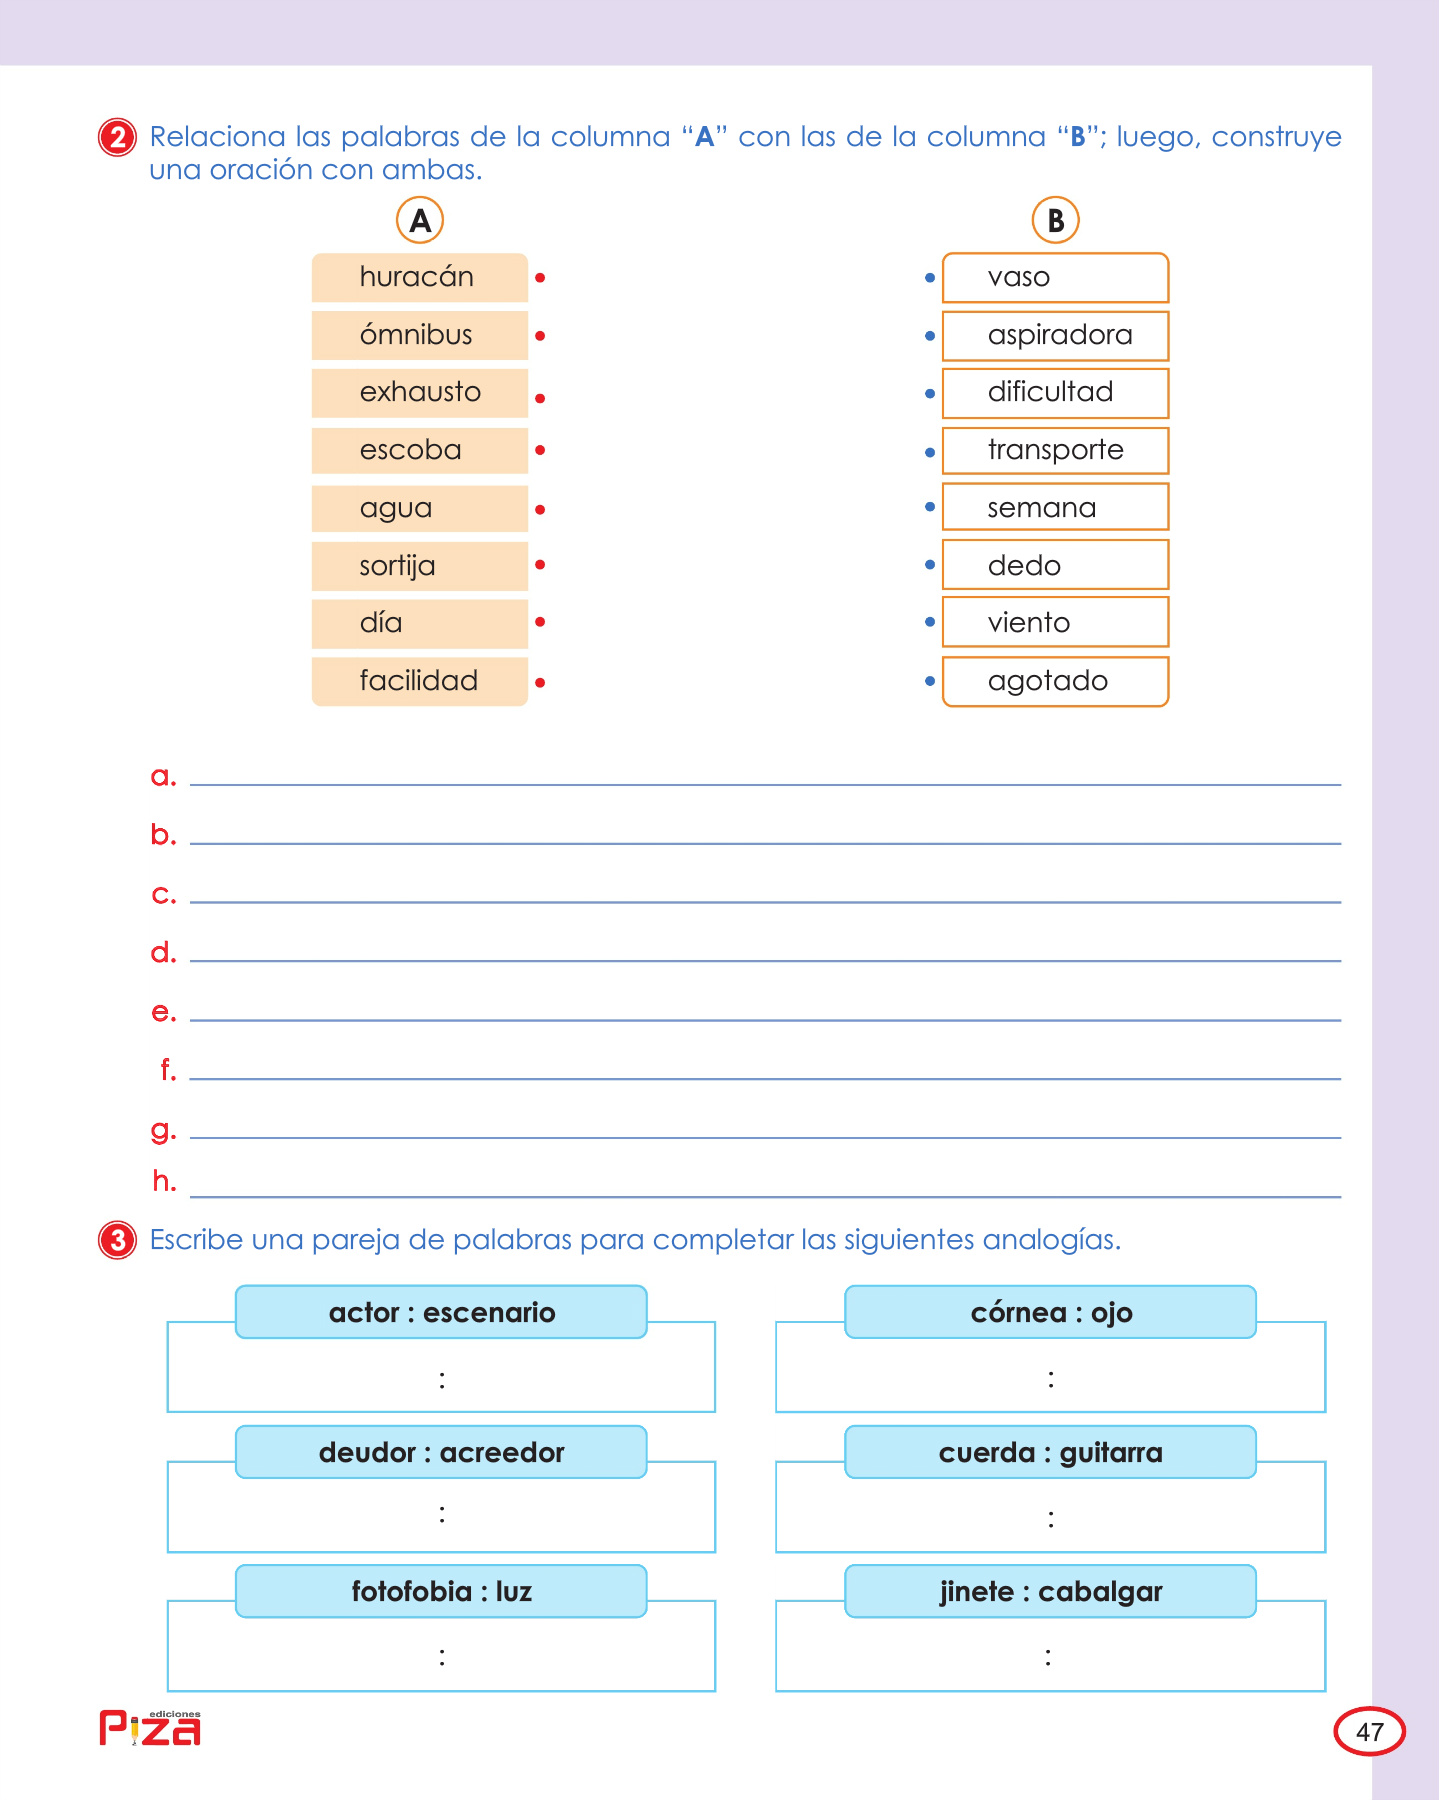 2 Relaciona las palabras de la columna “A” con las de la columna “B”; luego, construye
una oración con ambas.
A B
huracán vaso
ómnibus aspiradora
exhausto dificultad
escoba transporte
agua semana
sortija dedo
día viento
facilidad agotado
a.
b.
c.
d.
e.
f.
g.
h.
3 Escribe una pareja de palabras para completar las siguientes analogías.
actor : escenario córnea : ojo
: :
deudor : acreedor cuerda : guitarra
: :
fotofobia : luz jinete : cabalgar
: :
ediciones
Piza
47